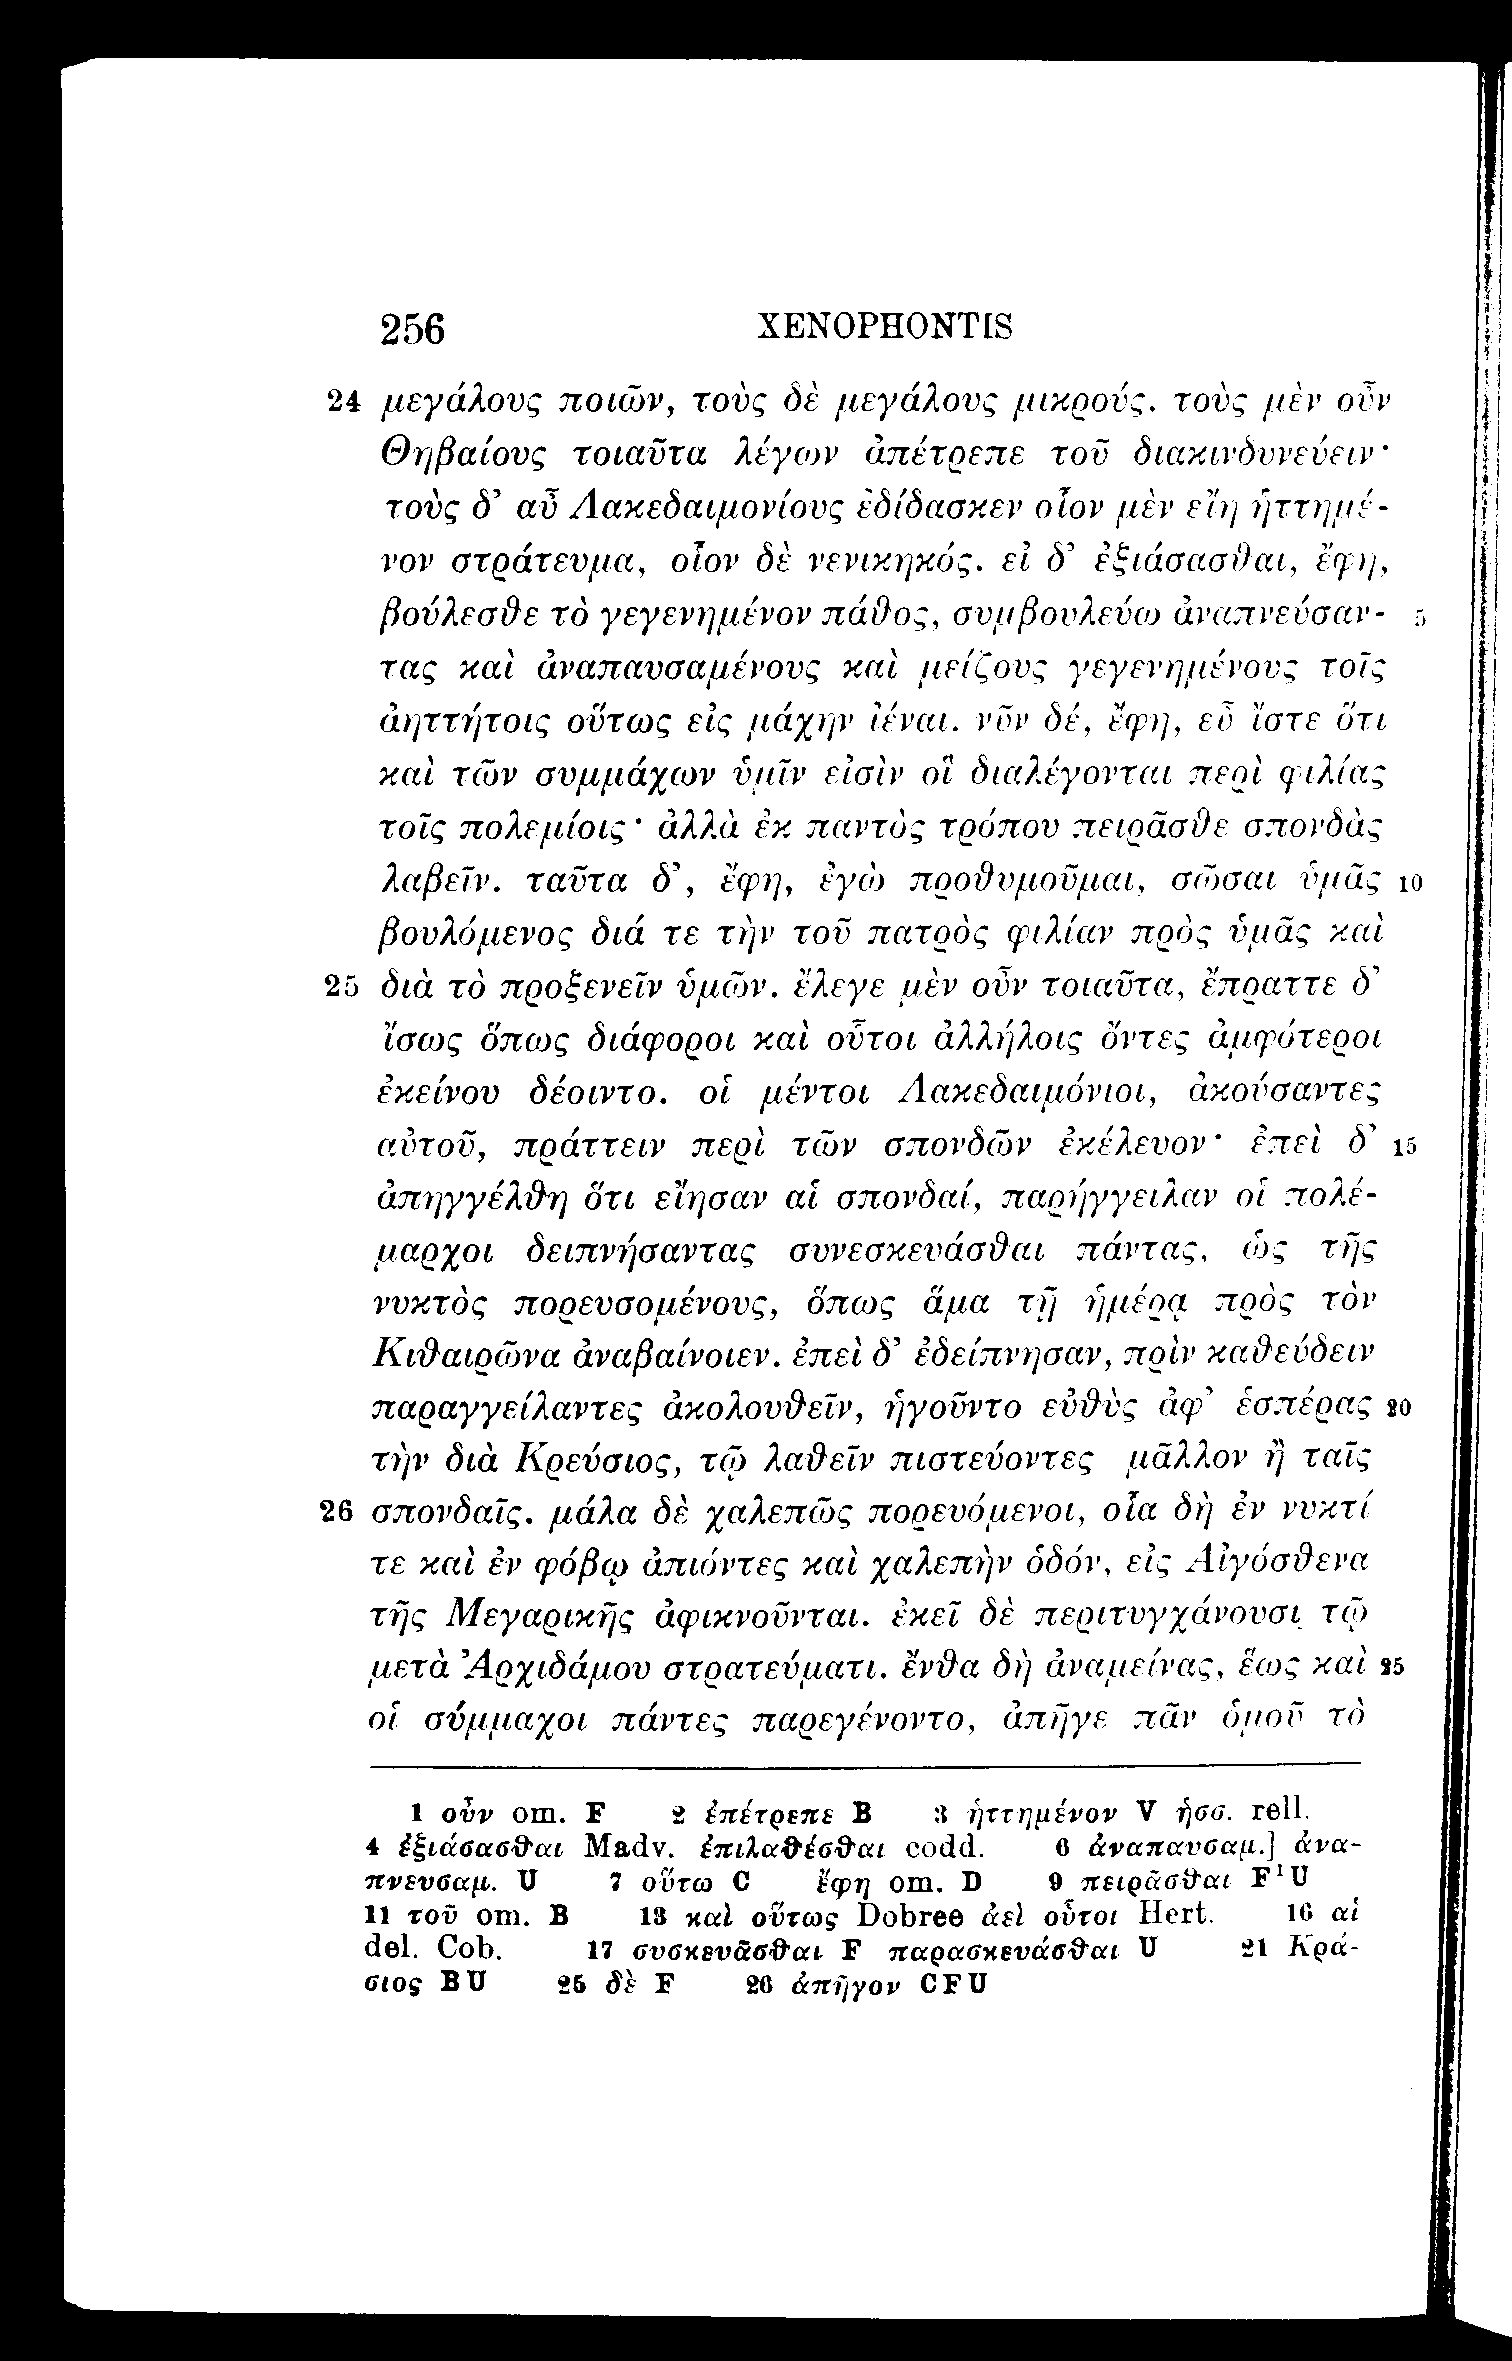 256 XENOPHONTIS
24 μεγάλους ποιῶν, τοὺς δὲ μεγάλους μικρούς. τοὺς μὲν οὖν
Θηβαίους τοιαῦτα λέγων ἀπέτρεπε τοῦ διακινδυνεύειν·
τοὺς δ’ αὖ Λακεδαιμονίους ἐδίδασκεν οἷον μὲν εἴη ἡττημέ-
νον στράτευμα, οἷον δὲ νενικηκός. εἰ δ’ ἐξιάσασθαι, ἔφη,
βούλεσθε τὸ γεγενημένον πάθος, συμβουλεύω ἀναπνεύσαν- 5
τας καὶ ἀναπαυσαμένους καὶ μείζους γεγενημένους τοῖς
ἀηττήτοις οὕτως εἰς μάχην ἰέναι. νῦν δέ, ἔφη, εὖ ἴστε ὅτι
καὶ τῶν συμμάχων ὑμῖν εἰσὶν οἳ διαλέγονται περὶ φιλίας
τοῖς πολεμίοις· ἀλλὰ ἐκ παντὸς τρόπου πειρᾶσθε σπονδὰς
λαβεῖν. ταῦτα δ’, ἔφη, ἐγὼ προθυμοῦμαι, σῶσαι ὑμᾶς 10
βουλόμενος διά τε τὴν τοῦ πατρὸς φιλίαν πρὸς ὑμᾶς καὶ
25 διὰ τὸ προξενεῖν ὑμῶν. ἔλεγε μὲν οὖν τοιαῦτα, ἔπραττε δ’
ἴσως ὅπως διάφοροι καὶ οὗτοι ἀλλήλοις ὄντες ἀμφότεροι
ἐκείνου δέοιντο. οἱ μέντοι Λακεδαιμόνιοι, ἀκούσαντες
αὐτοῦ, πράττειν περὶ τῶν σπονδῶν ἐκέλευον· ἐπεὶ δ’ 15
ἀπηγγέλθη ὅτι εἴησαν αἱ σπονδαί, παρήγγειλαν οἱ πολέ-
μαρχοι δειπνήσαντας συνεσκευάσθαι πάντας, ὡς τῆς
νυκτὸς πορευσομένους, ὅπως ἅμα τῇ ἡμέρᾳ πρὸς τὸν
Κιθαιρῶνα ἀναβαίνοιεν. ἐπεὶ δ’ ἐδείπνησαν, πρὶν καθεύδειν
παραγγείλαντες ἀκολουθεῖν, ἡγοῦντο εὐθὺς ἀφ’ ἑσπέρας 20
τὴν διὰ Κρεύσιος, τῷ λαθεῖν πιστεύοντες μᾶλλον ἢ ταῖς
26 σπονδαῖς. μάλα δὲ χαλεπῶς πορευόμενοι, οἷα δὴ ἐν νυκτί
τε καὶ ἐν φόβῳ ἀπιόντες καὶ χαλεπὴν ὁδόν, εἰς Αἰγόσθενα
τῆς Μεγαρικῆς ἀφικνοῦνται. ἐκεῖ δὲ περιτυγχάνουσι τῷ
μετὰ Ἀρχιδάμου στρατεύματι. ἔνθα δὴ ἀναμείνας, ἕως καὶ 25
οἱ σύμμαχοι πάντες παρεγένοντο, ἀπῆγε πᾶν ὁμοῦ τὸ
1 οὖν om. F 2 ἐπέτρεπε B 3 ἡττημένον V ἡσσ. rell.
4 ἐξιάσασθαι Madv. ἐπιλαθέσθαι codd. 6 ἀναπαυσαμ.] ἀνα-
πνευσαμ. U 7 οὕτω C ἔφη om. D 9 πειρᾶσθαι F¹U
11 τοῦ om. B 13 καὶ οὕτως Dobree ἀεὶ οὗτοι Hert. 16 αἱ
del. Cob. 17 συσκευᾶσθαι F παρασκευάσθαι U 21 Κρά-
σιος BU 25 δὲ F 26 ἀπῆγον CFU